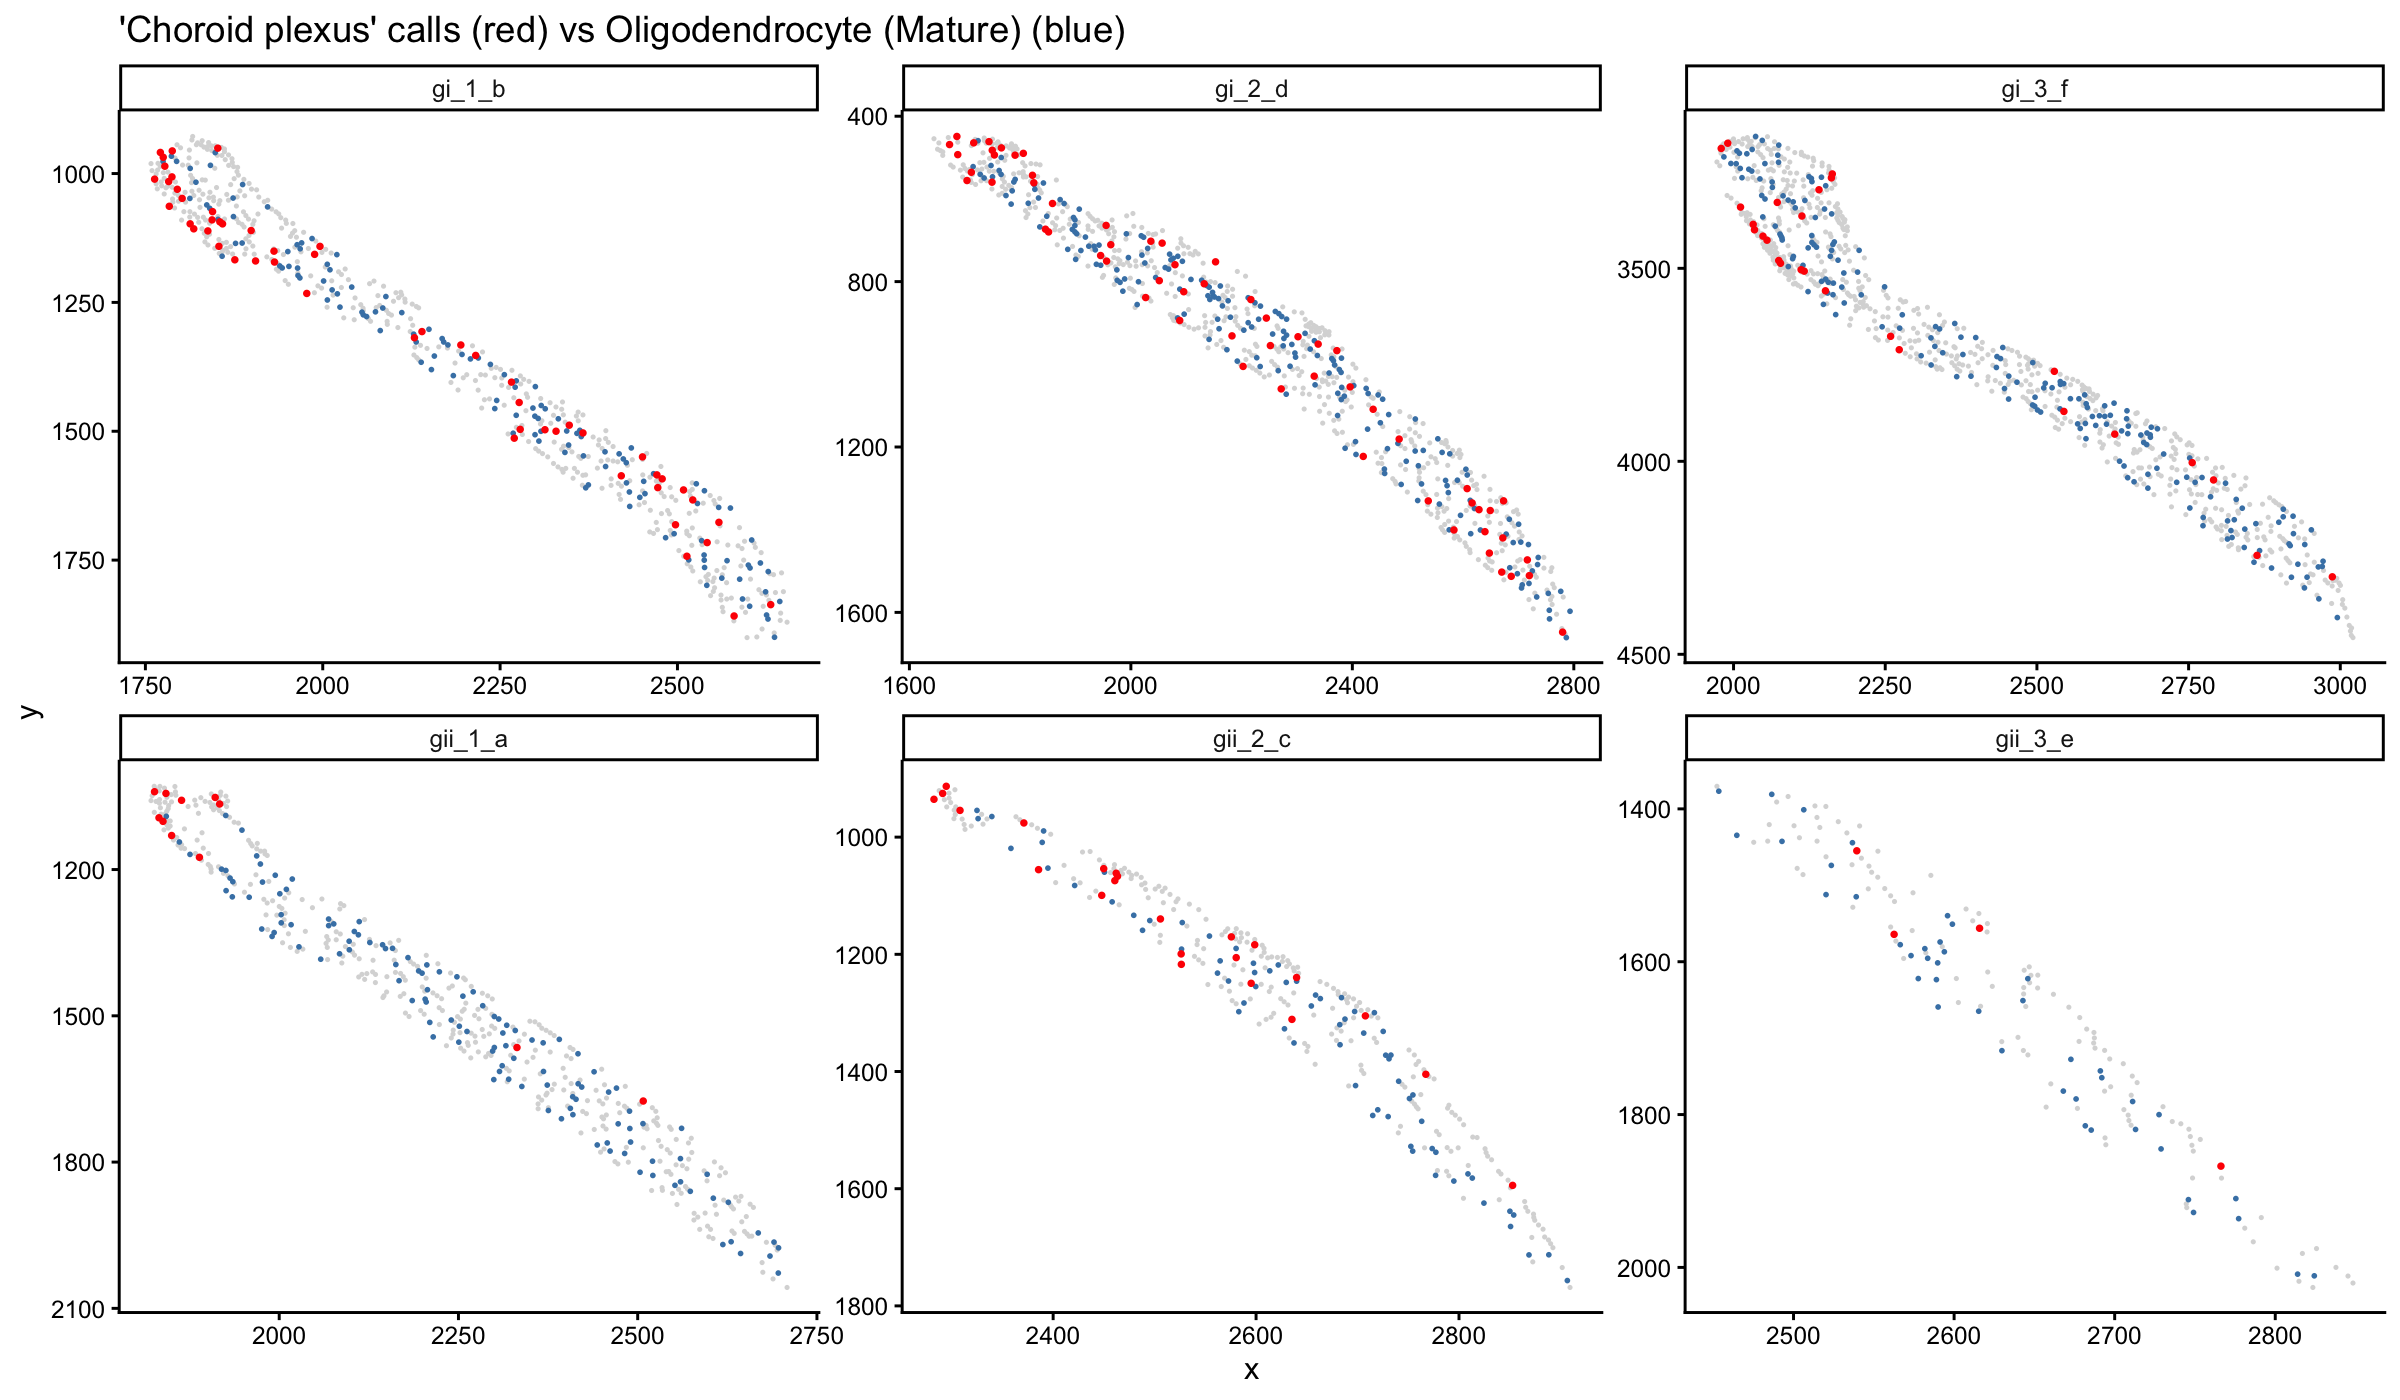 'Choroid plexus' calls (red) vs Oligodendrocyte (Mature) (blue)
gi_1_b
gi_2_d
gi_3_f
1000
1250
1500
1750
400
800
1200
1600
3500
4000
4500
1750 2000 2250 2500
1600 2000 2400 2800
2000 2250 2500 2750 3000
y
gii_1_a
gii_2_c
gii_3_e
1200
1500
1800
2100
1000
1200
1400
1600
1800
1400
1600
1800
2000
2000 2250 2500 2750
2400 2600 2800
2500 2600 2700 2800
x